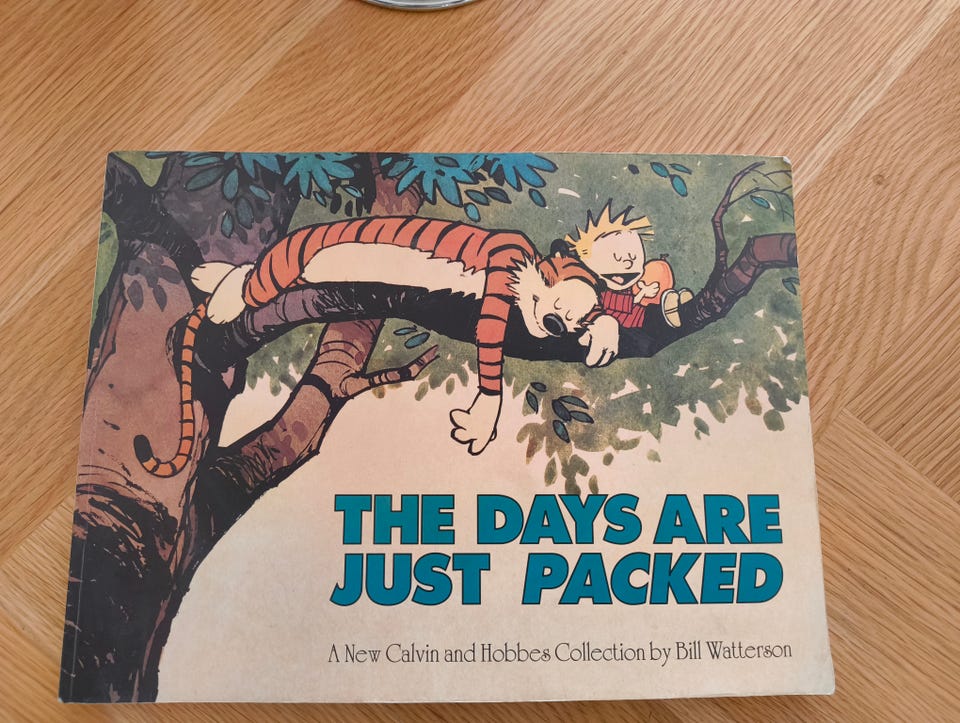 THE DAYS ARE
JUST PACKED
A New Calvin and Hobbes Collection by Bill Watterson